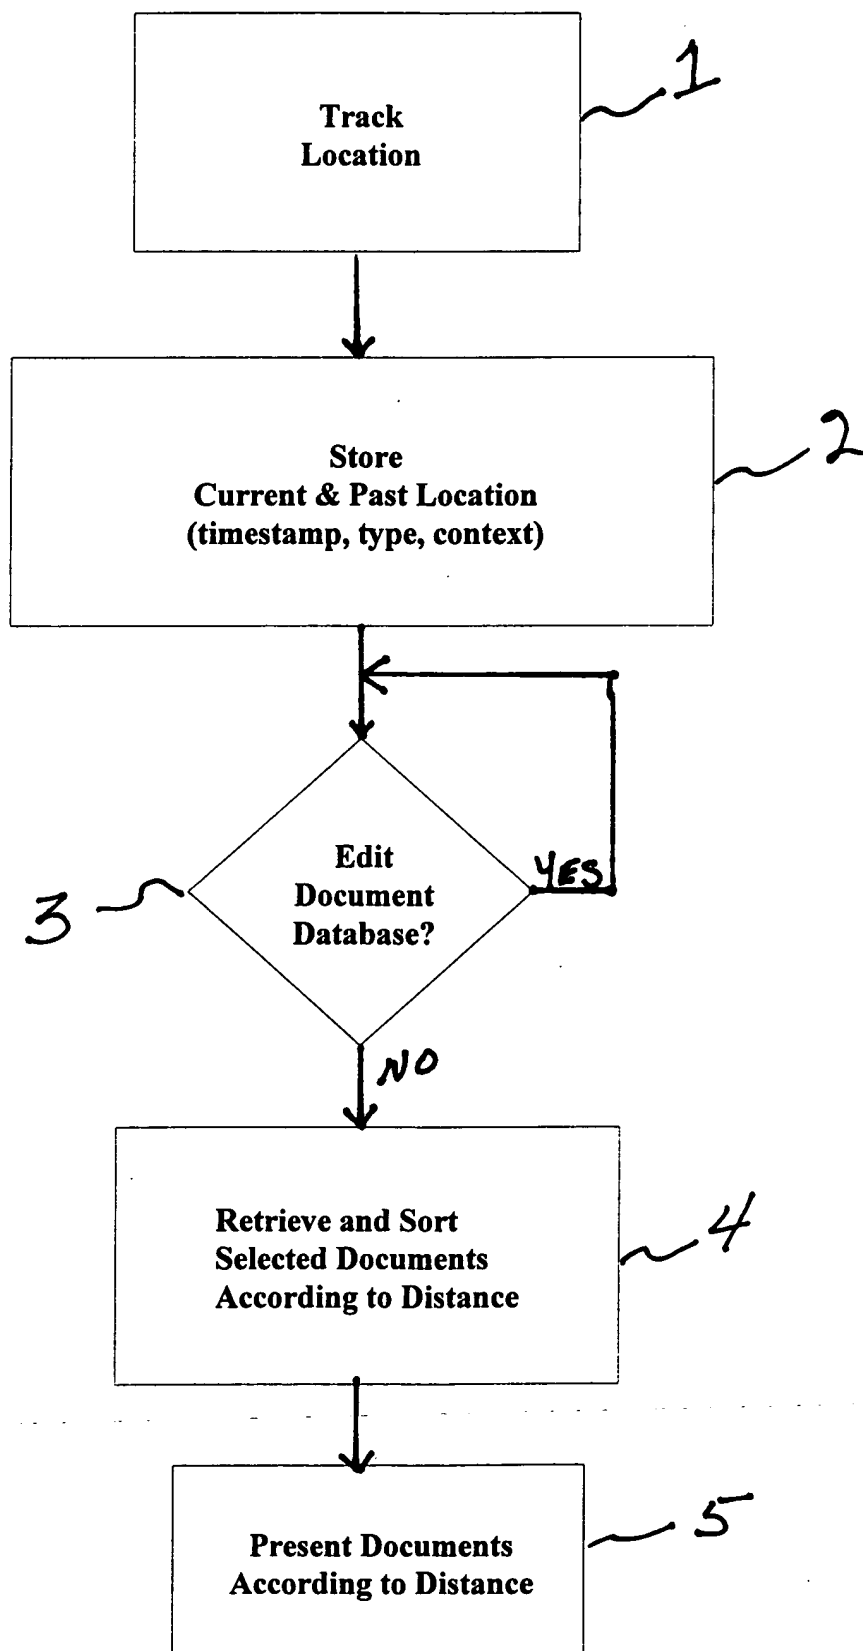 Track
Location
1
Store
Current & Past Location
(timestamp, type, context)
2
Edit
Document
Database?
YES
3
NO
Retrieve and Sort
Selected Documents
According to Distance
4
Present Documents
According to Distance
5